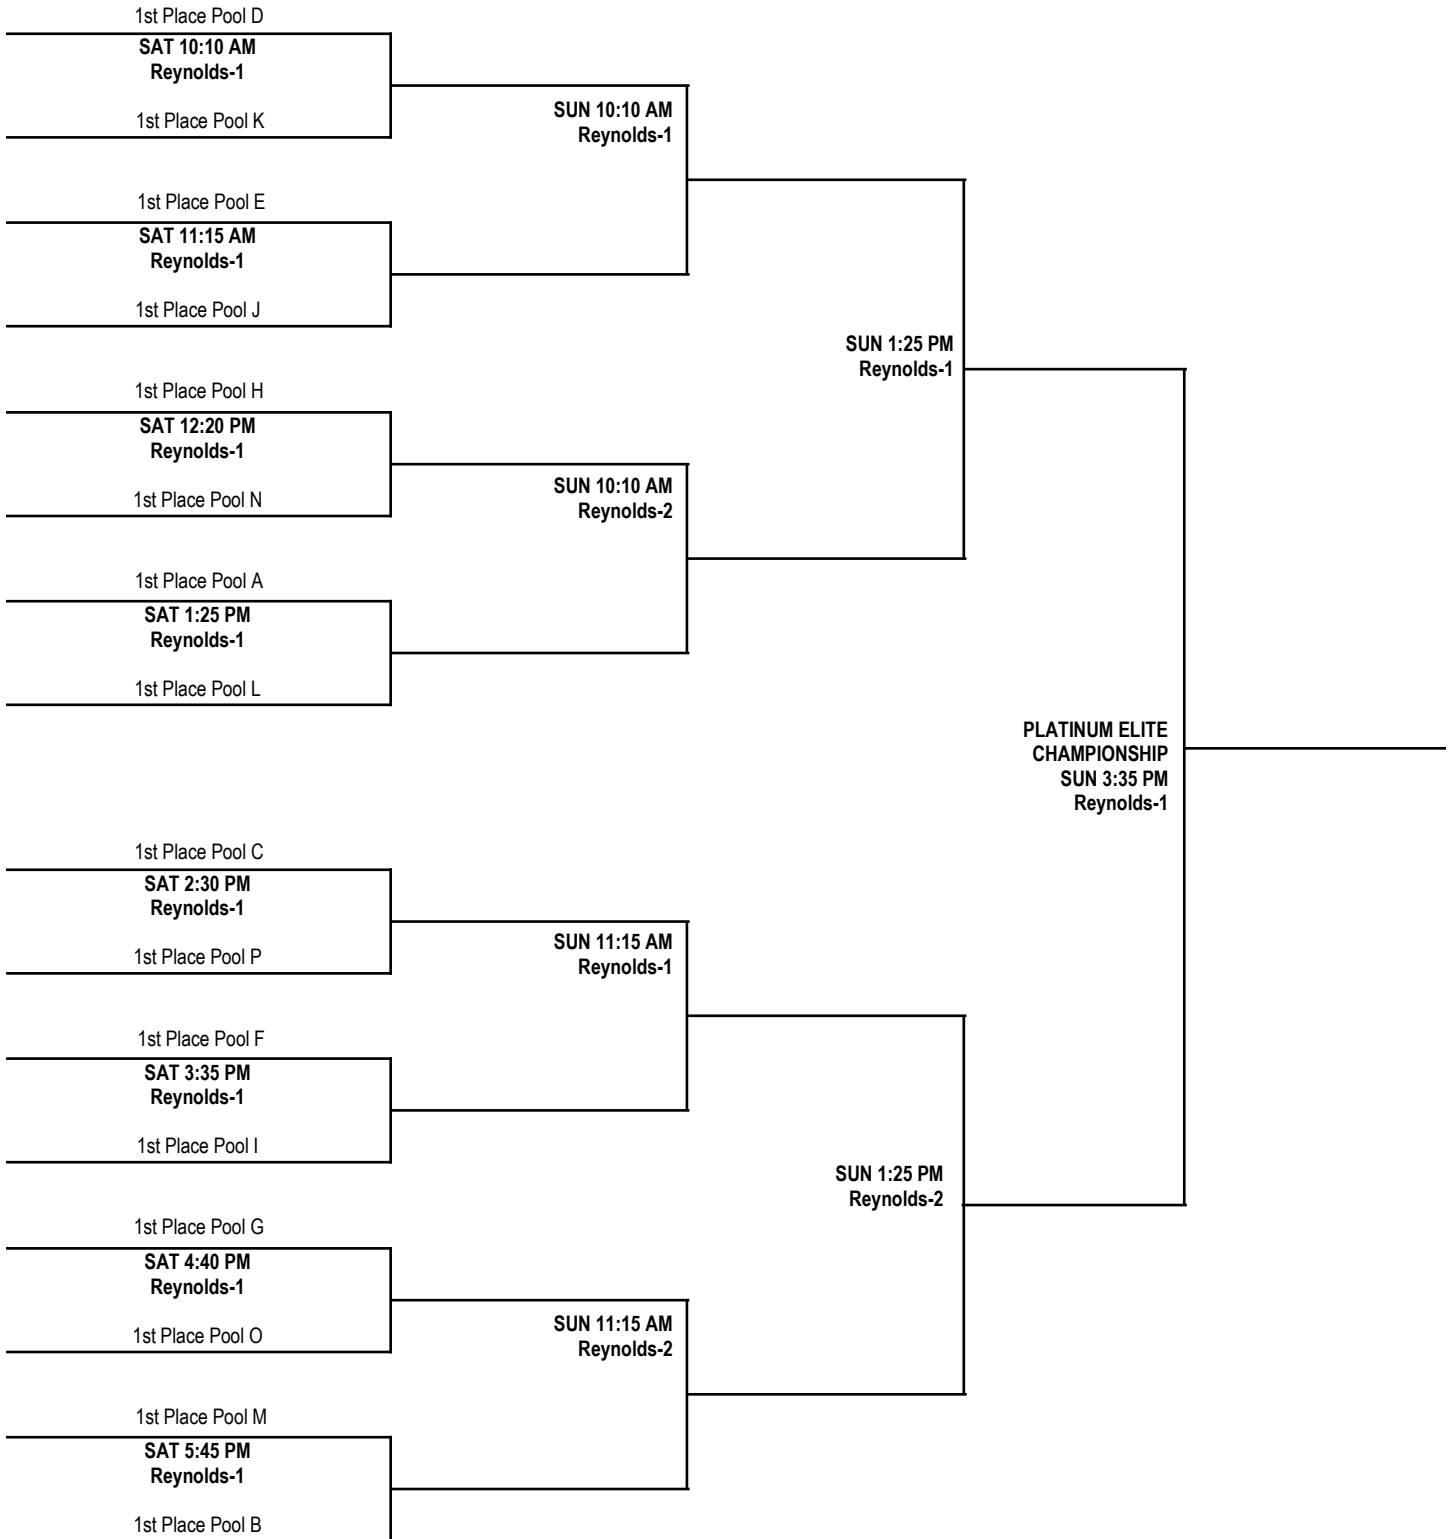 1st Place Pool D
SAT 10:10 AM
Reynolds-1
1st Place Pool K
SUN 10:10 AM
Reynolds-1
1st Place Pool E
SAT 11:15 AM
Reynolds-1
1st Place Pool J
SUN 1:25 PM
Reynolds-1
1st Place Pool H
SAT 12:20 PM
Reynolds-1
1st Place Pool N
SUN 10:10 AM
Reynolds-2
1st Place Pool A
SAT 1:25 PM
Reynolds-1
1st Place Pool L
PLATINUM ELITE
CHAMPIONSHIP
SUN 3:35 PM
Reynolds-1
1st Place Pool C
SAT 2:30 PM
Reynolds-1
1st Place Pool P
SUN 11:15 AM
Reynolds-1
1st Place Pool F
SAT 3:35 PM
Reynolds-1
1st Place Pool I
SUN 1:25 PM
Reynolds-2
1st Place Pool G
SAT 4:40 PM
Reynolds-1
1st Place Pool O
SUN 11:15 AM
Reynolds-2
1st Place Pool M
SAT 5:45 PM
Reynolds-1
1st Place Pool B